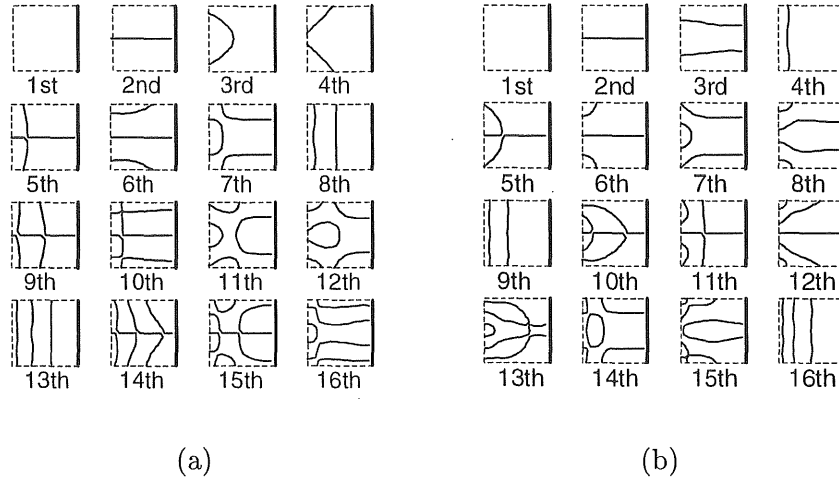 1st 2nd 3rd 4th 1st 2nd 3rd 4th
5th 6th 7th 8th 5th 6th 7th 8th
9th 10th 11th 12th 9th 10th 11th 12th
13th 14th 15th 16th 13th 14th 15th 16th
(a) (b)